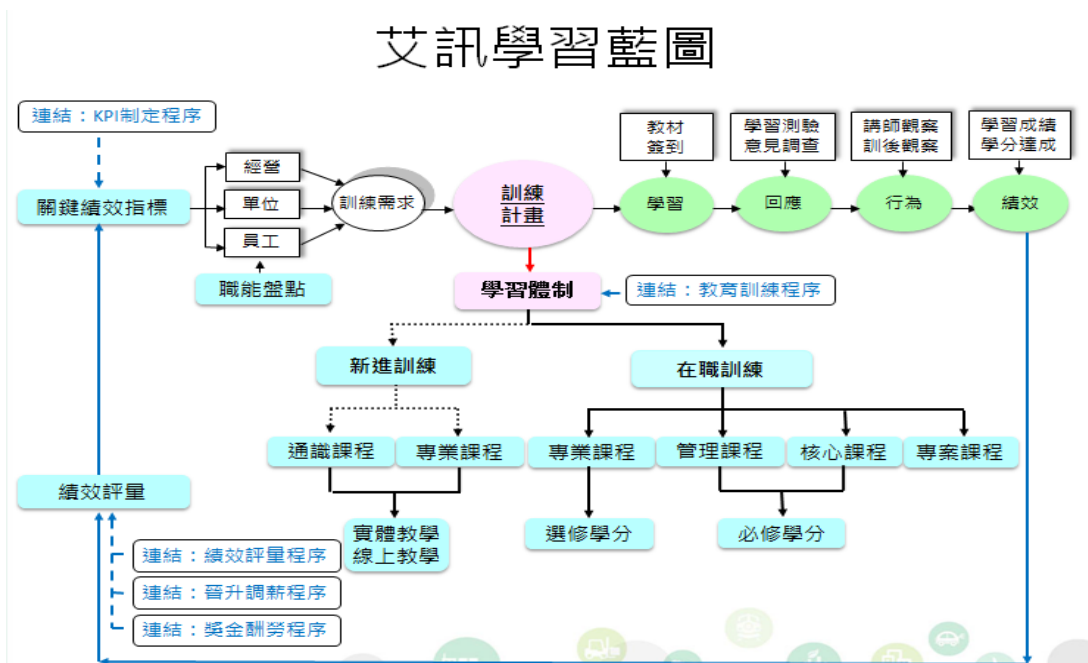 艾訊學習藍圖
連結：KPI制定程序
關鍵績效指標
經營
單位
員工
職能盤點
訓練需求
訓練
計畫
教材
簽到
學習測驗
意見調查
講師觀察
訓後觀察
學習成績
學分達成
學習
回應
行為
績效
學習體制
連結：教育訓練程序
新進訓練
在職訓練
通識課程
專業課程
專業課程
管理課程
核心課程
專案課程
實體教學
線上教學
選修學分
必修學分
績效評量
連結：績效評量程序
連結：晉升調薪程序
連結：獎金酬勞程序